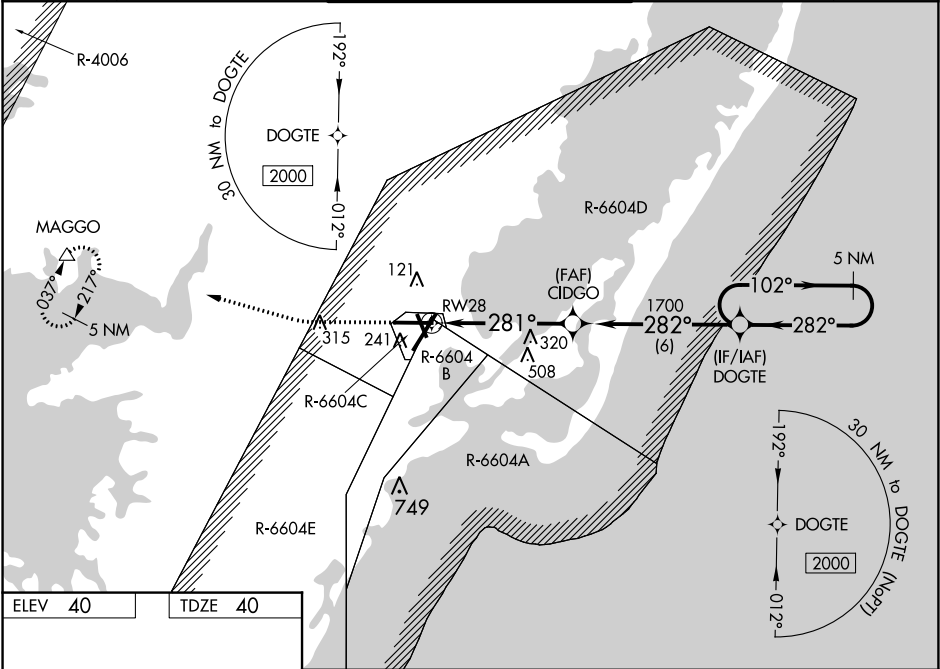 R-4006
30 NM to DOGTE
192°
DOGTE
2000
012°
R-6604D
MAGGO
037°
217°
5 NM
121
(FAF)
CIDGO
5 NM
102°
RW28
281°
1700
282°
(6)
282°
(IF/IAF)
DOGTE
315
241
320
508
R-6604
B
R-6604C
R-6604A
749
R-6604E
30 NM to DOGTE (NoPT)
192°
DOGTE
2000
012°
ELEV 40
TDZE 40